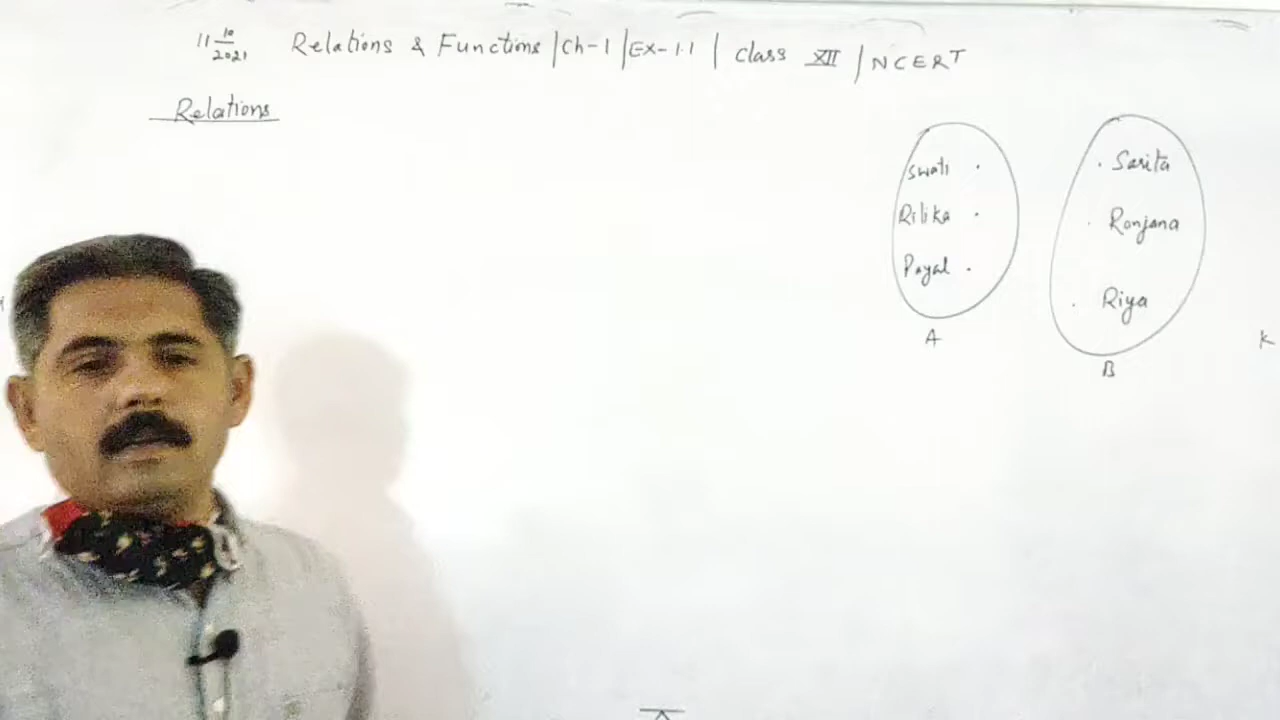 11 10/2021 Relations & Functions | Ch-1 | Ex-1.1 | Class XII | NCERT
Relations
Swati
Ritika
Payal
A
Sarita
Ranjana
Riya
B
K